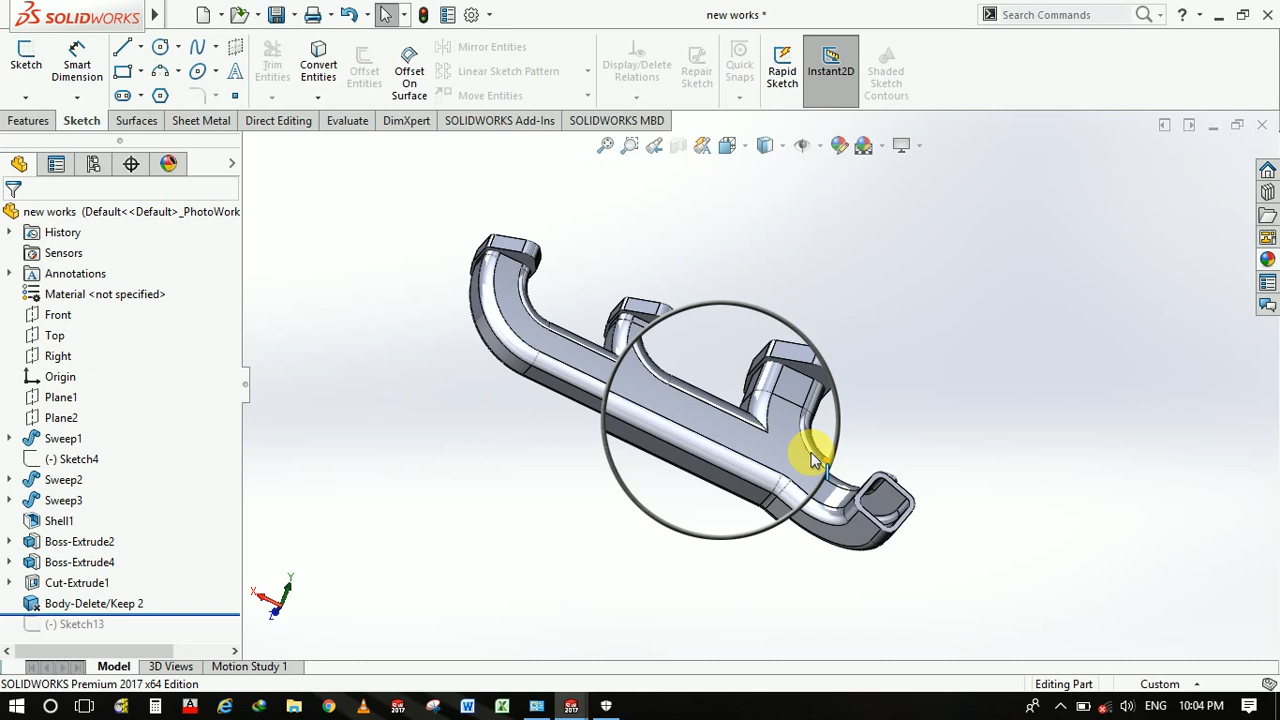 SOLIDWORKS
new works *
Search Commands
?
Sketch
Smart Dimension
Trim Entities
Convert Entities
Offset Entities
Offset On Surface
Mirror Entities
Linear Sketch Pattern
Move Entities
Display/Delete Relations
Repair Sketch
Quick Snaps
Rapid Sketch
Instant2D
Shaded Sketch Contours
Features
Sketch
Surfaces
Sheet Metal
Direct Editing
Evaluate
DimXpert
SOLIDWORKS Add-Ins
SOLIDWORKS MBD
new works (Default<<Default>_PhotoWork
History
Sensors
Annotations
Material <not specified>
Front
Top
Right
Origin
Plane1
Plane2
Sweep1
(-) Sketch4
Sweep2
Sweep3
Shell1
Boss-Extrude2
Boss-Extrude4
Cut-Extrude1
Body-Delete/Keep 2
(-) Sketch13
X
Y
Z
Model
3D Views
Motion Study 1
SOLIDWORKS Premium 2017 x64 Edition
Editing Part
Custom
ENG
10:04 PM